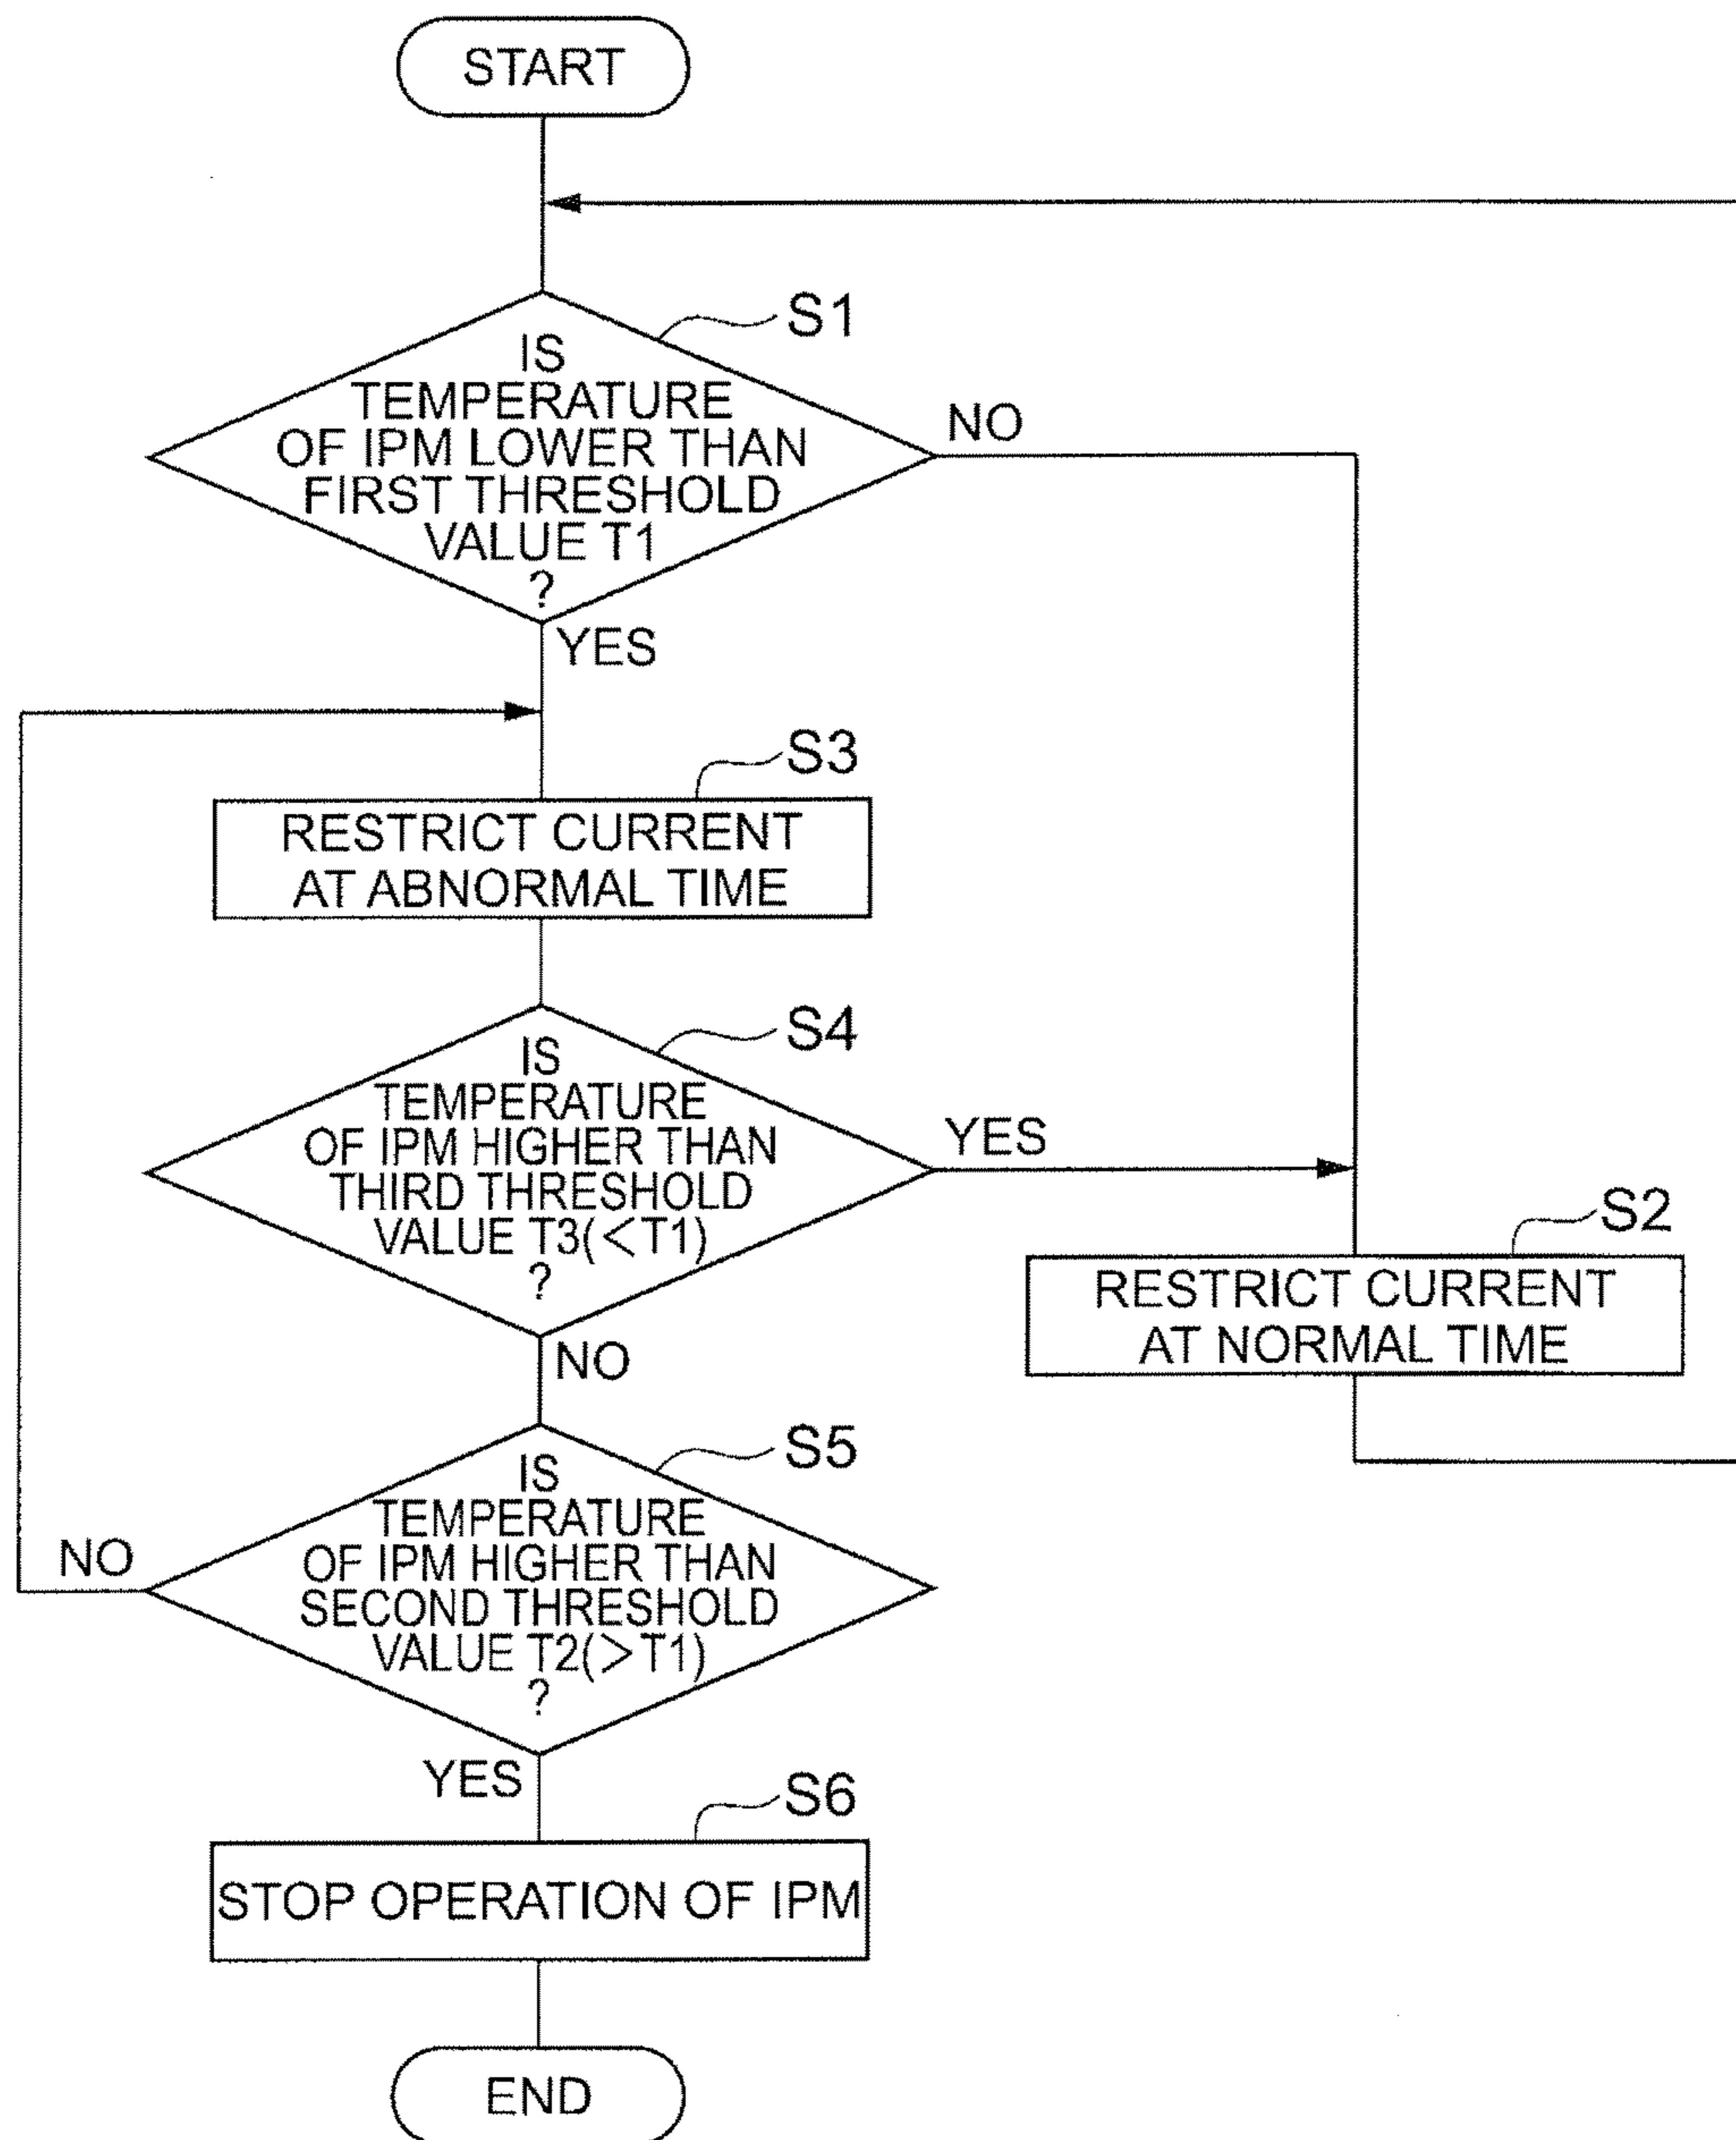 START
S1
IS
TEMPERATURE
OF IPM LOWER THAN
FIRST THRESHOLD
VALUE T1
?
NO
YES
S3
RESTRICT CURRENT
AT ABNORMAL TIME
S4
IS
TEMPERATURE
OF IPM HIGHER THAN
THIRD THRESHOLD
VALUE T3(<T1)
?
YES
S2
RESTRICT CURRENT
AT NORMAL TIME
NO
S5
IS
TEMPERATURE
OF IPM HIGHER THAN
SECOND THRESHOLD
VALUE T2(>T1)
?
NO
YES
S6
STOP OPERATION OF IPM
END